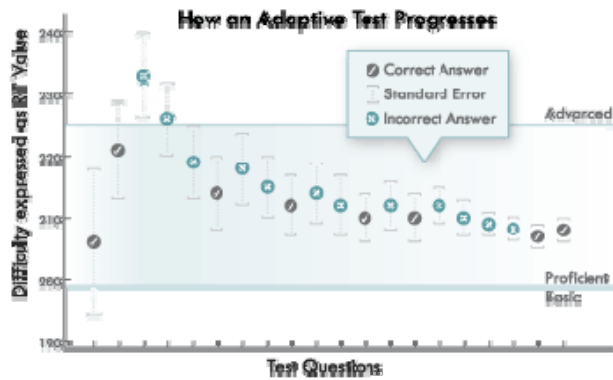 How an Adaptive Test Progresses
Difficulty expressed as RIT Value
240
230
220
210
200
190
Correct Answer
Standard Error
Incorrect Answer
Advanced
Proficient
Basic
Test Questions